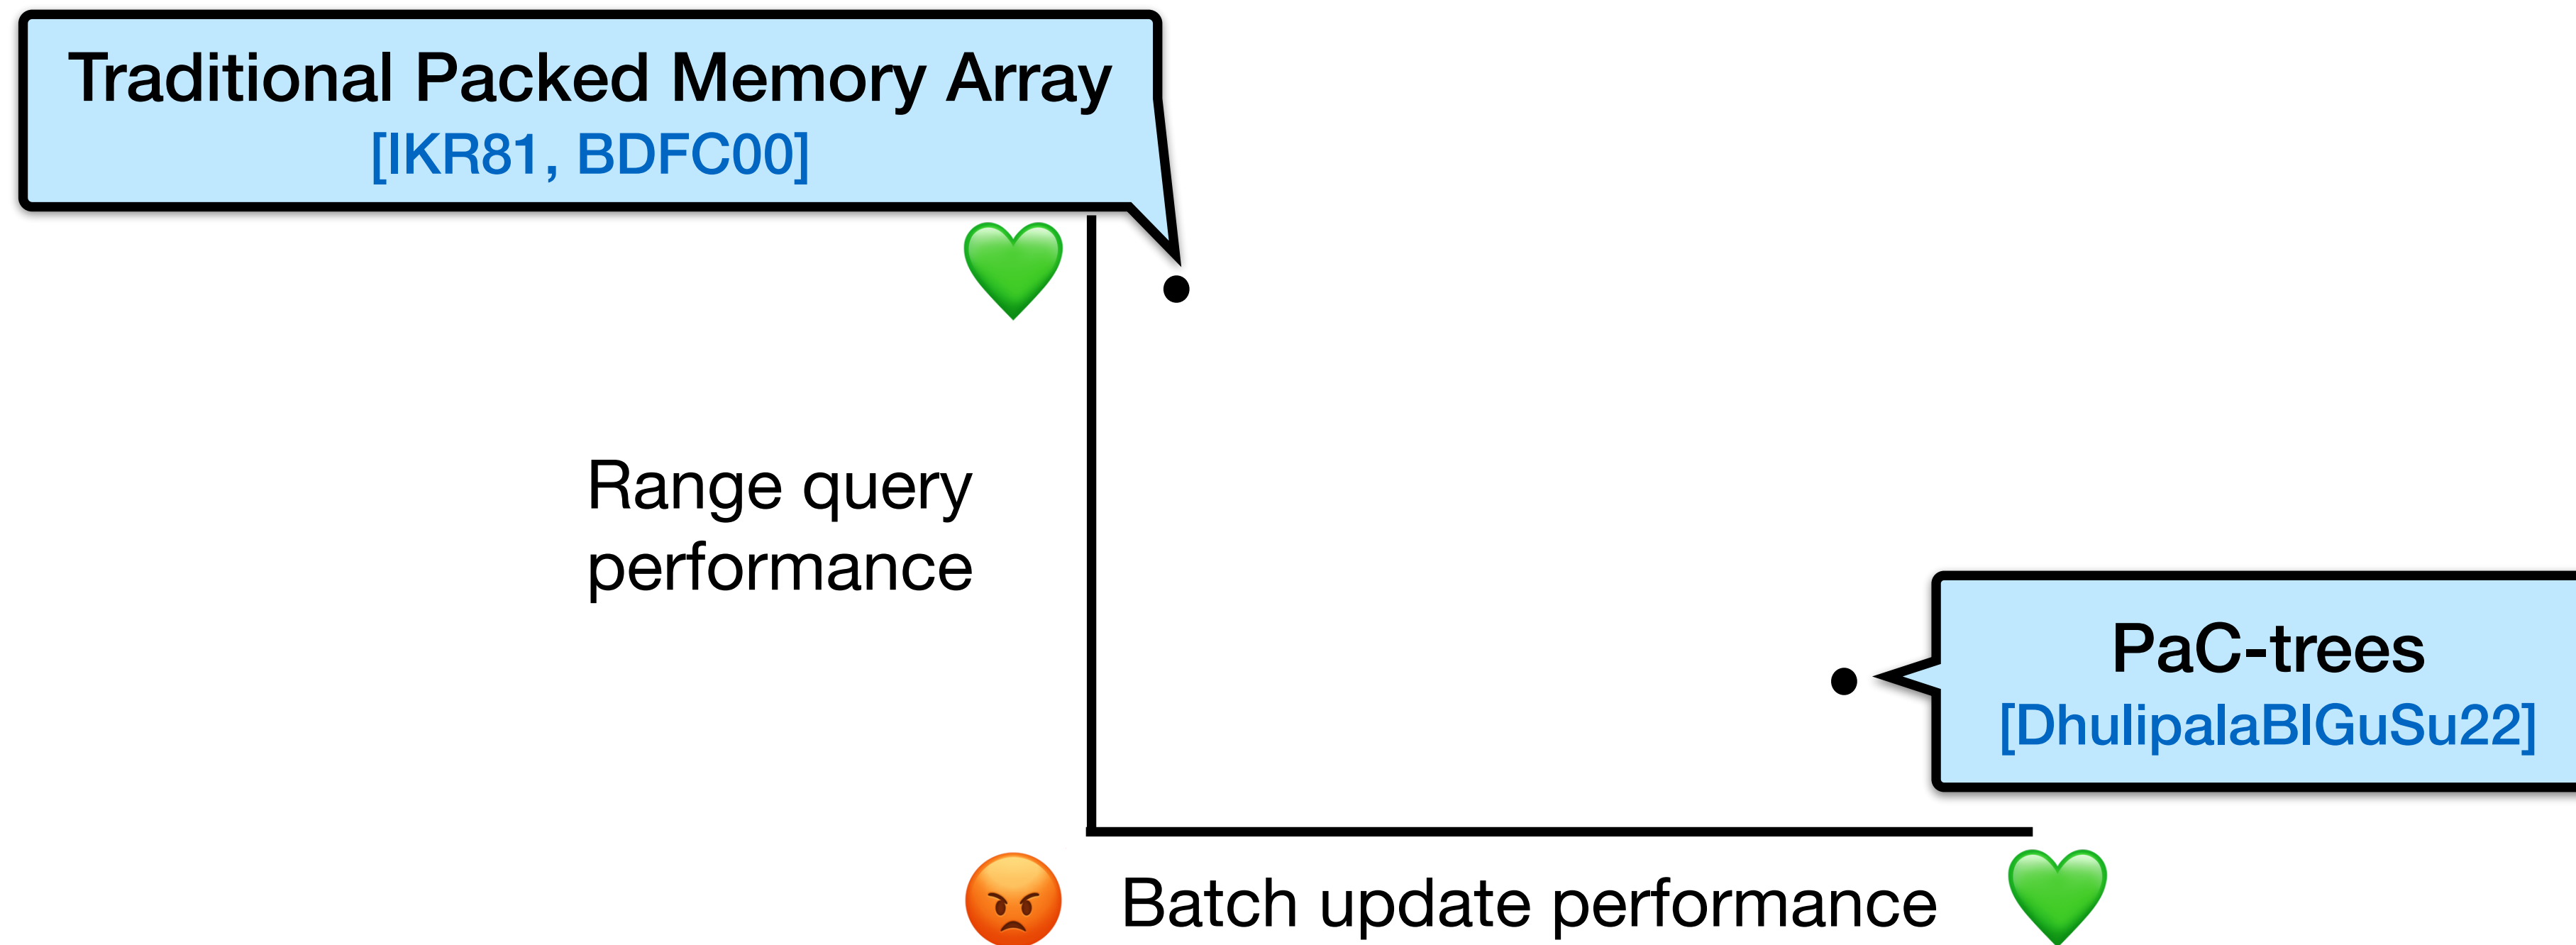 Traditional Packed Memory Array
[IKR81, BDFC00]
Range query
performance
PaC-trees
[DhulipalaBlGuSu22]
Batch update performance